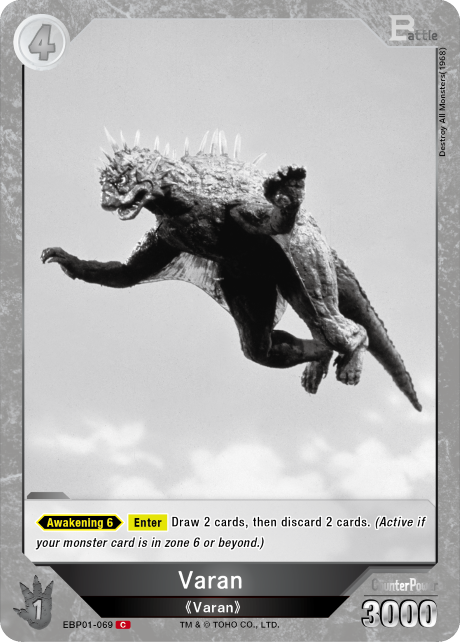 4
Battle
Destroy All Monsters(1968)
Awakening 6 Enter Draw 2 cards, then discard 2 cards. (Active if
your monster card is in zone 6 or beyond.)
Varan
《Varan》
CounterPower
3000
1
EBP01-069 C
TM & © TOHO CO., LTD.